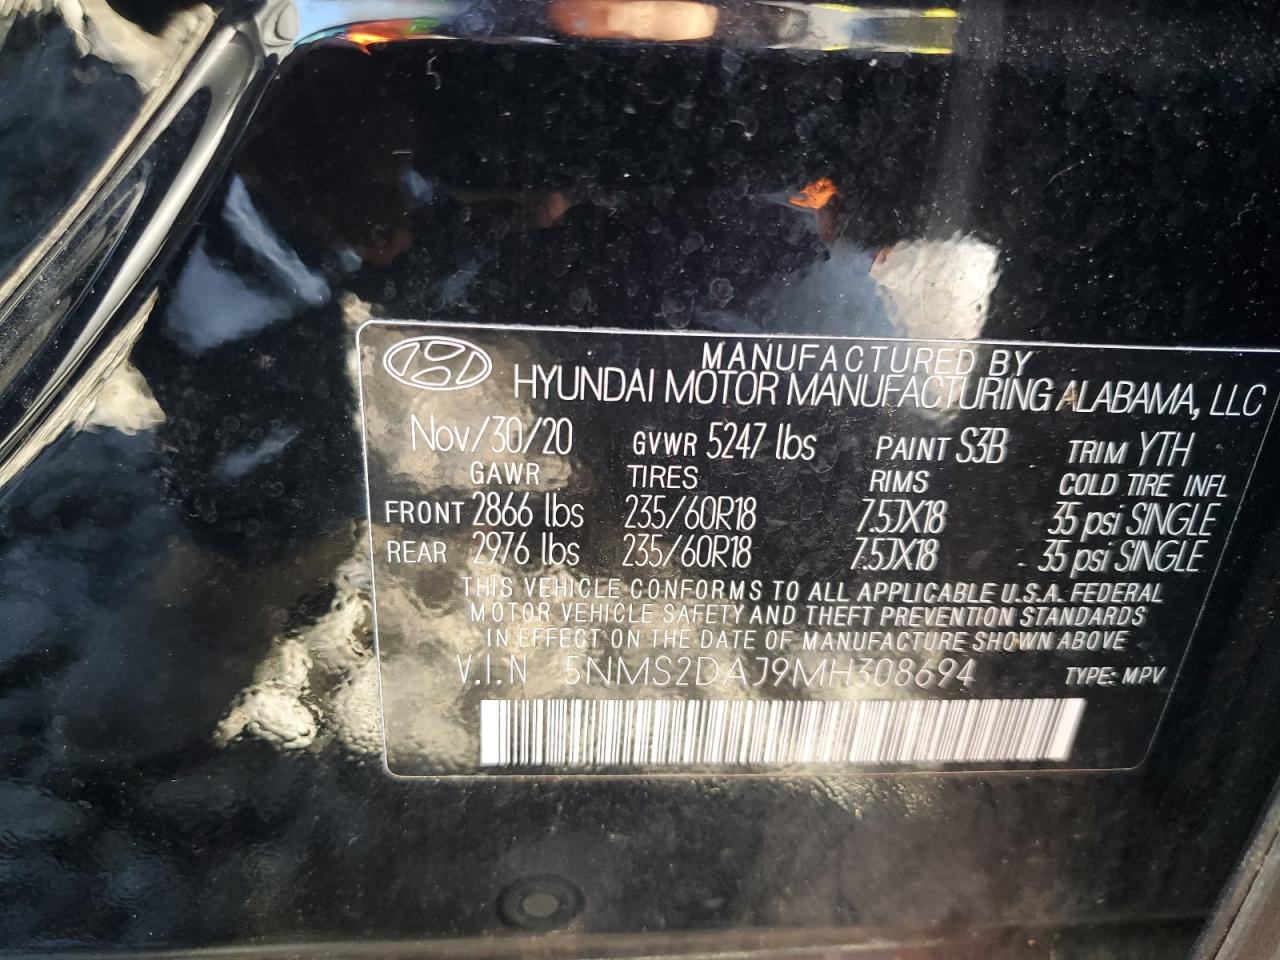 MANUFACTURED BY
HYUNDAI MOTOR MANUFACTURING ALABAMA, LLC
Nov/30/20 GVWR 5247 lbs PAINT S3B TRIM YTH
GAWR TIRES RIMS COLD TIRE INFL
FRONT 2866 lbs 235/60R18 7.5JX18 35 psi SINGLE
REAR 2976 lbs 235/60R18 7.5JX18 35 psi SINGLE
THIS VEHICLE CONFORMS TO ALL APPLICABLE U.S.A. FEDERAL
MOTOR VEHICLE SAFETY AND THEFT PREVENTION STANDARDS
IN EFFECT ON THE DATE OF MANUFACTURE SHOWN ABOVE
V.I.N 5NMS2DAJ9MH308694 TYPE: MPV